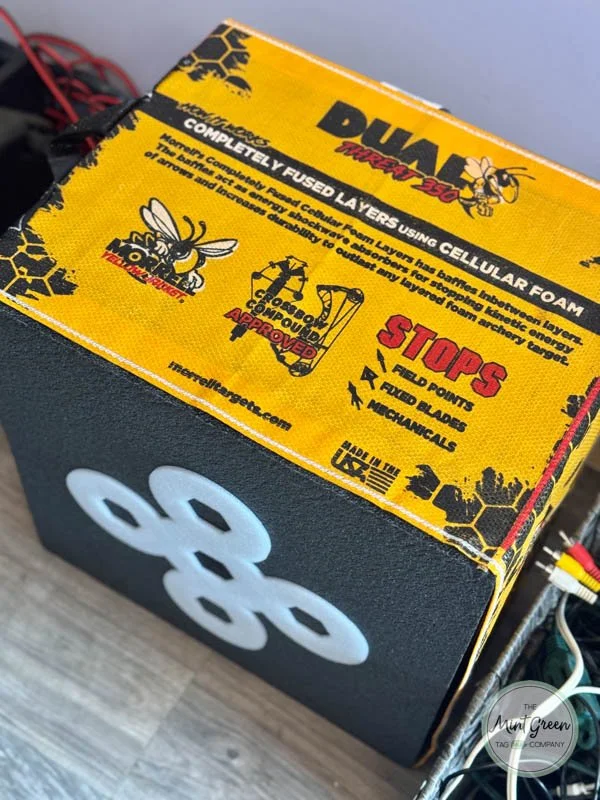 DUAL
THREAT 350
COMPLETELY FUSED LAYERS USING CELLULAR FOAM
Morrell's Completely Fused Cellular Foam Layers has baffles inbetween layers.
The baffles act as energy shockwave absorbers for stopping kinetic energy
of arrows and increases durability to outlast any layered foam archery target.
MORRELL
YELLOW JACKET
CROSSBOW
COMPOUND
APPROVED
STOPS
FIELD POINTS
FIXED BLADES
MECHANICALS
morrelltargets.com
MADE IN THE
USA
THE
Mint Green
TAG SALE COMPANY